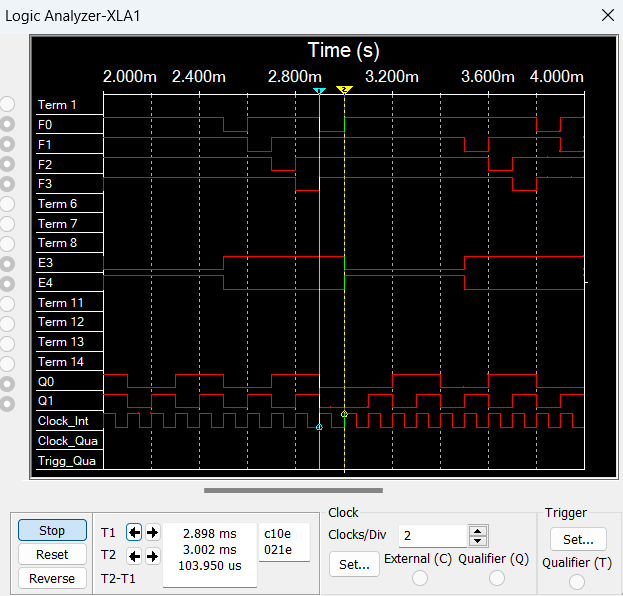 Logic Analyzer-XLA1
Time (s)
2.000m 2.400m 2.800m 3.200m 3.600m 4.000m
1 2
Term 1
F0
F1
F2
F3
Term 6
Term 7
Term 8
E3
E4
Term 11
Term 12
Term 13
Term 14
Q0
Q1
Clock_Int
Clock_Qua
Trigg_Qua
Stop
Reset
Reverse
T1
T2
T2-T1
2.898 ms
3.002 ms
103.950 us
c10e
021e
Clock
Clocks/Div 2
Set...
External (C) Qualifier (Q)
Trigger
Set...
Qualifier (T)